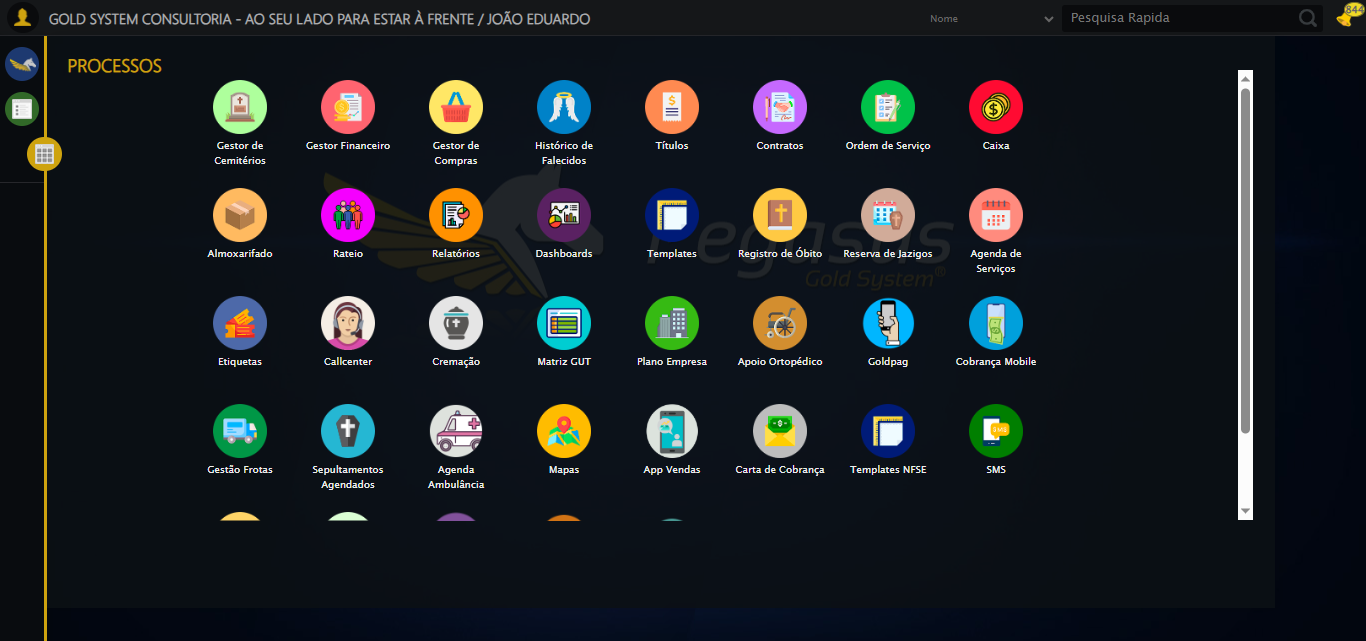 GOLD SYSTEM CONSULTORIA - AO SEU LADO PARA ESTAR À FRENTE / JOÃO EDUARDO
Nome
Pesquisa Rapida
844
PROCESSOS
Gestor de
Cemitérios
Gestor Financeiro
Gestor de
Compras
Histórico de
Falecidos
Títulos
Contratos
Ordem de Serviço
Caixa
Pegasus
Gold System®
Almoxarifado
Rateio
Relatórios
Dashboards
Templates
Registro de Óbito
Reserva de Jazigos
Agenda de
Serviços
Etiquetas
Callcenter
Cremação
Matriz GUT
Plano Empresa
Apoio Ortopédico
Goldpag
Cobrança Mobile
Gestão Frotas
Sepultamentos
Agendados
Agenda
Ambulância
Mapas
App Vendas
Carta de Cobrança
Templates NFSE
SMS
SMS